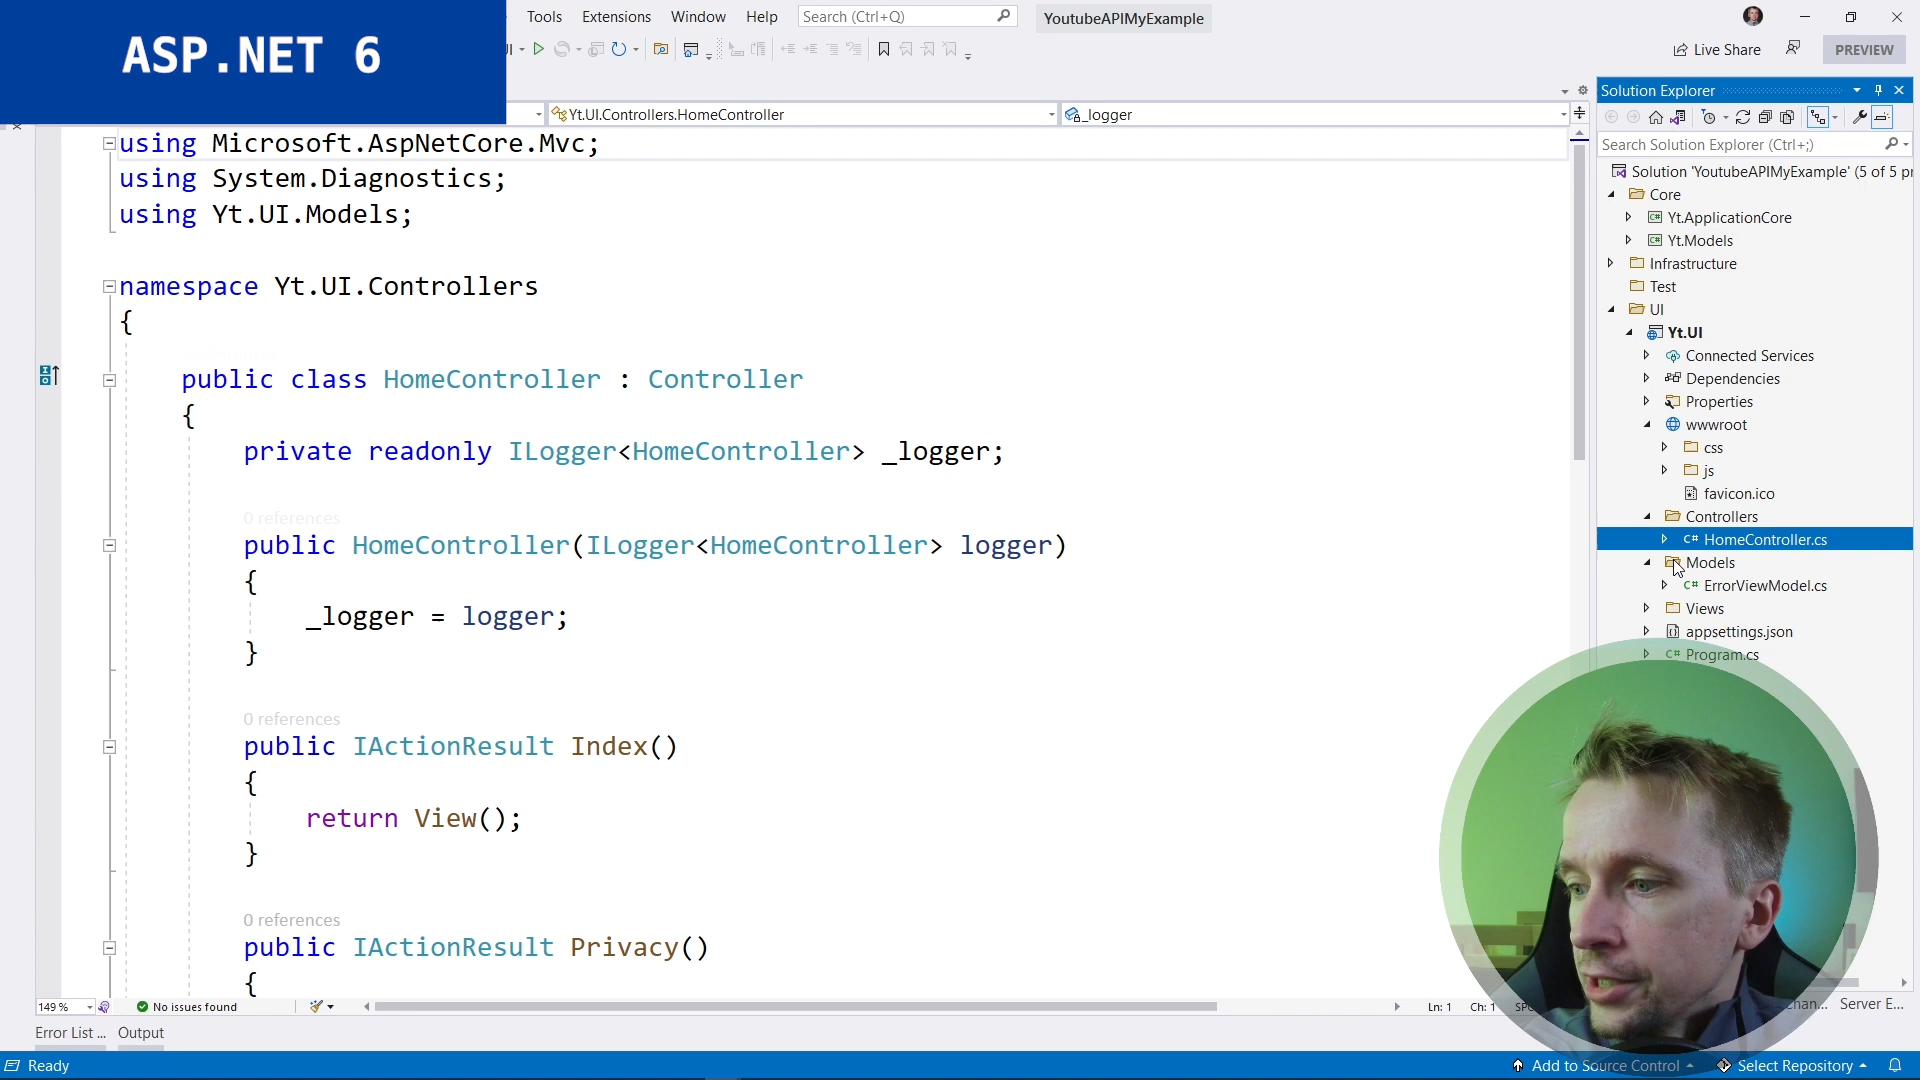 ASP.NET 6
Tools Extensions Window Help Search (Ctrl+Q) YoutubeAPIMyExample
Live Share PREVIEW
Yt.UI.Controllers.HomeController _logger
using Microsoft.AspNetCore.Mvc;
using System.Diagnostics;
using Yt.UI.Models;
namespace Yt.UI.Controllers
{
public class HomeController : Controller
{
private readonly ILogger<HomeController> _logger;
0 references
public HomeController(ILogger<HomeController> logger)
{
_logger = logger;
}
0 references
public IActionResult Index()
{
return View();
}
0 references
public IActionResult Privacy()
{
149 % No issues found Ln: 1 Ch: 1
Error List ... Output
Solution Explorer
Search Solution Explorer (Ctrl+;)
Solution 'YoutubeAPIMyExample' (5 of 5 pr
Core
Yt.ApplicationCore
Yt.Models
Infrastructure
Test
UI
Yt.UI
Connected Services
Dependencies
Properties
wwwroot
css
js
favicon.ico
Controllers
C# HomeController.cs
Models
C# ErrorViewModel.cs
Views
appsettings.json
C# Program.cs
Server E...
Ready Add to Source Control Select Repository